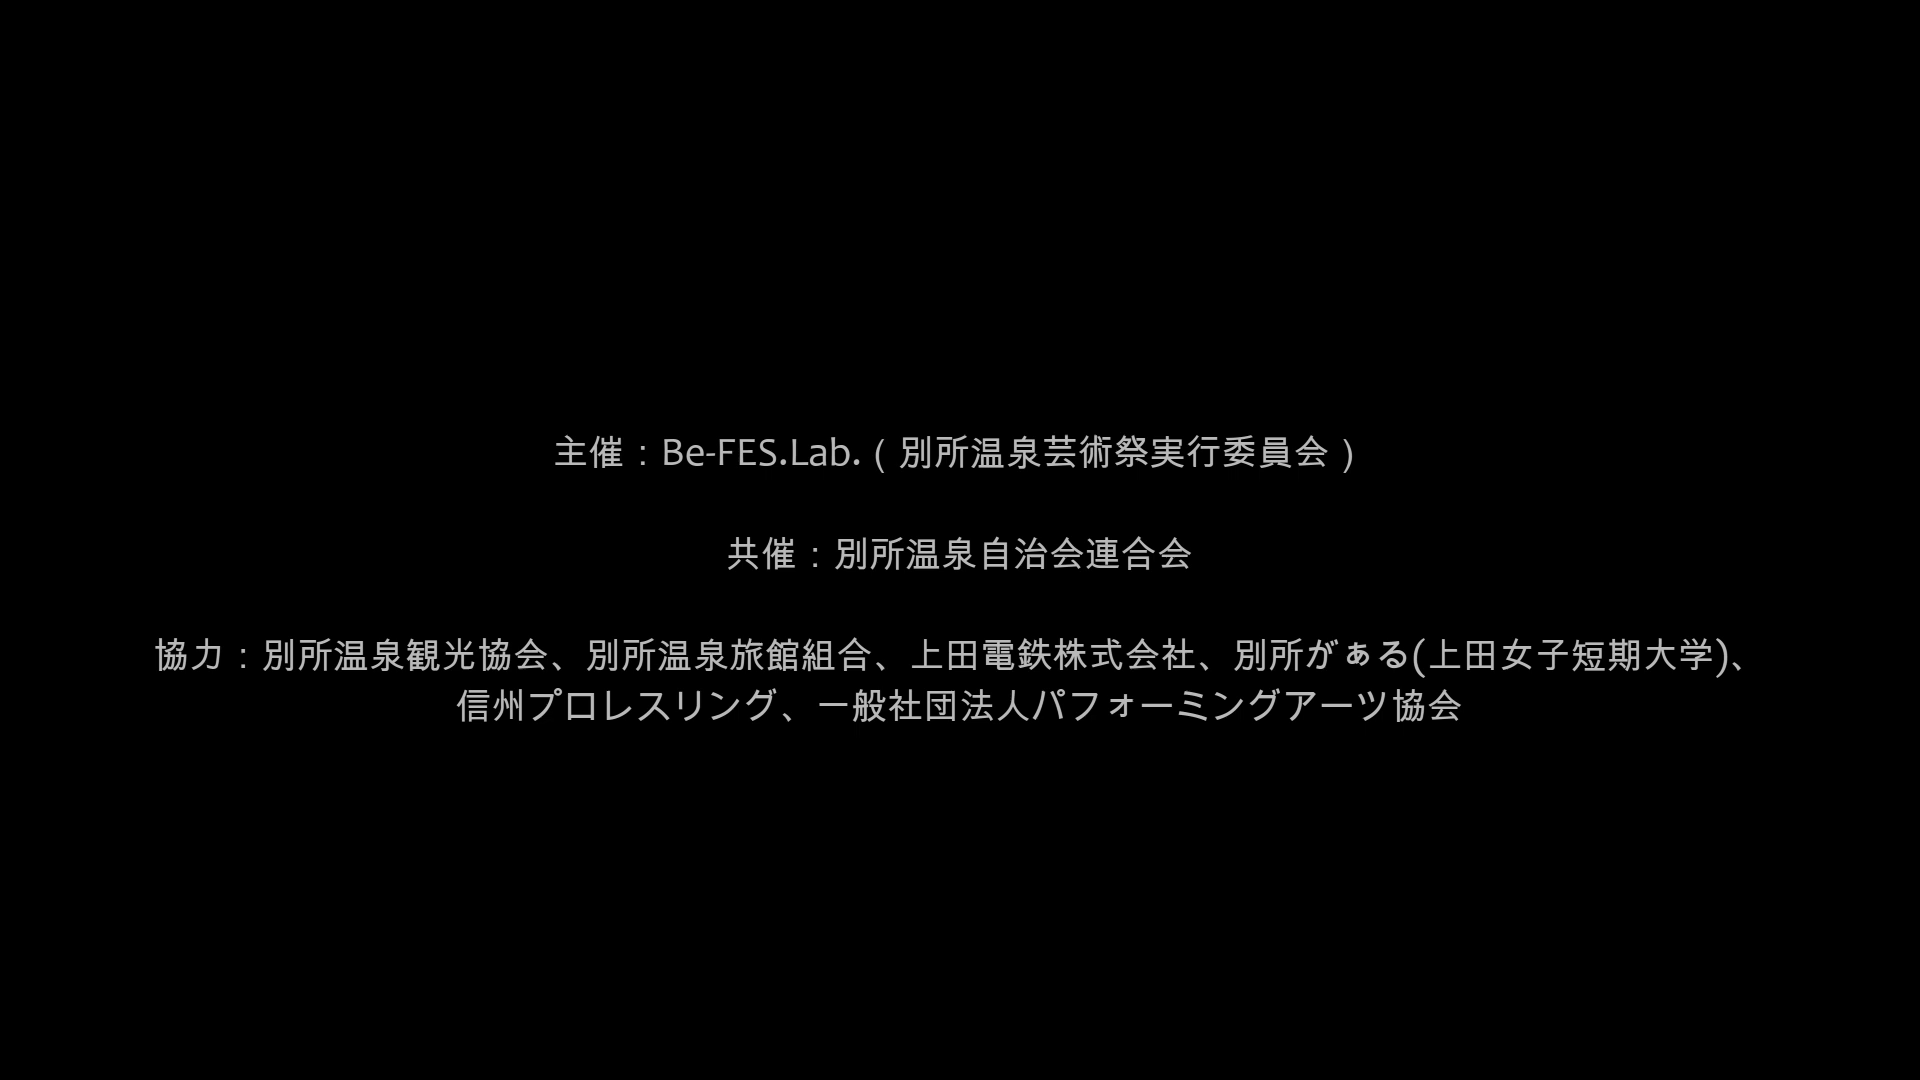 主催：Be-FES.Lab.（別所温泉芸術祭実行委員会）
共催：別所温泉自治会連合会
協力：別所温泉観光協会、別所温泉旅館組合、上田電鉄株式会社、別所がぁる(上田女子短期大学)、
信州プロレスリング、一般社団法人パフォーミングアーツ協会